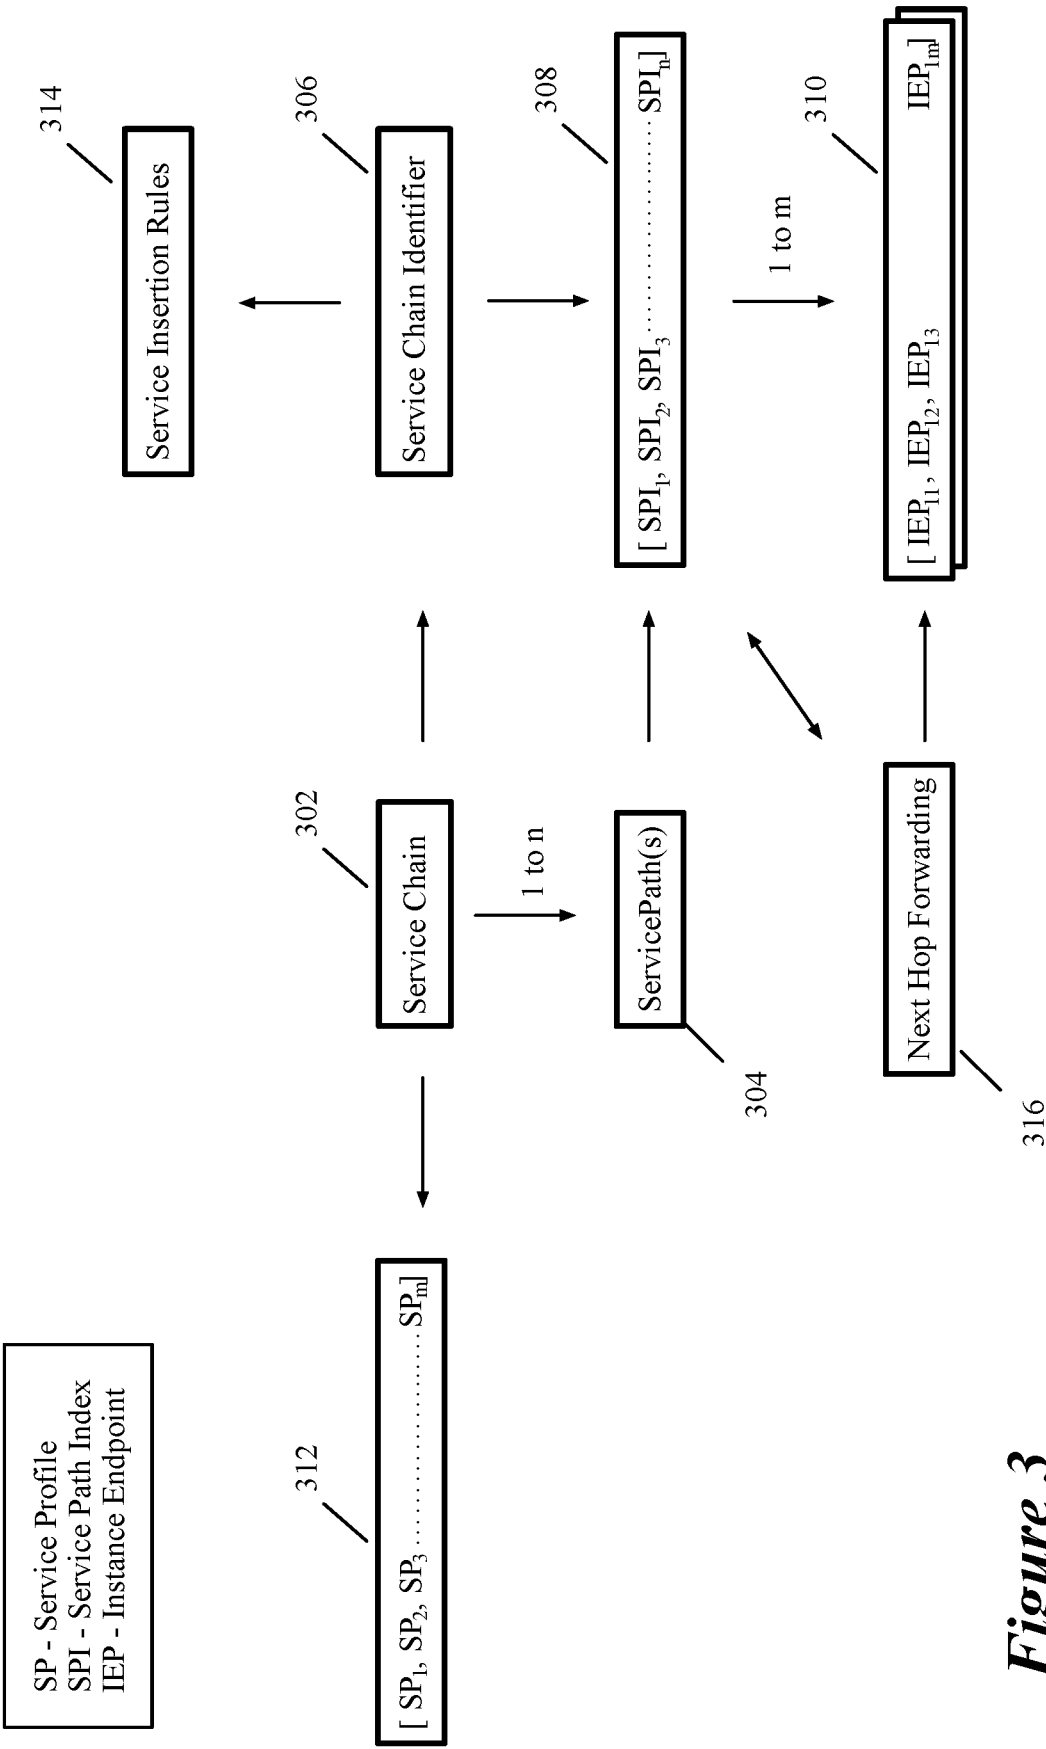 SP - Service Profile
SPI - Service Path Index
IEP - Instance Endpoint
314
Service Insertion Rules
312
302
306
[ SP1, SP2, SP3 ........................ SPm]
Service Chain
Service Chain Identifier
1 to n
308
ServicePath(s)
[ SPI1, SPI2, SPI3 ........................ SPIn]
304
1 to m
310
Next Hop Forwarding
[ IEP11, IEP12, IEP13 IEP1m]
316
Figure 3